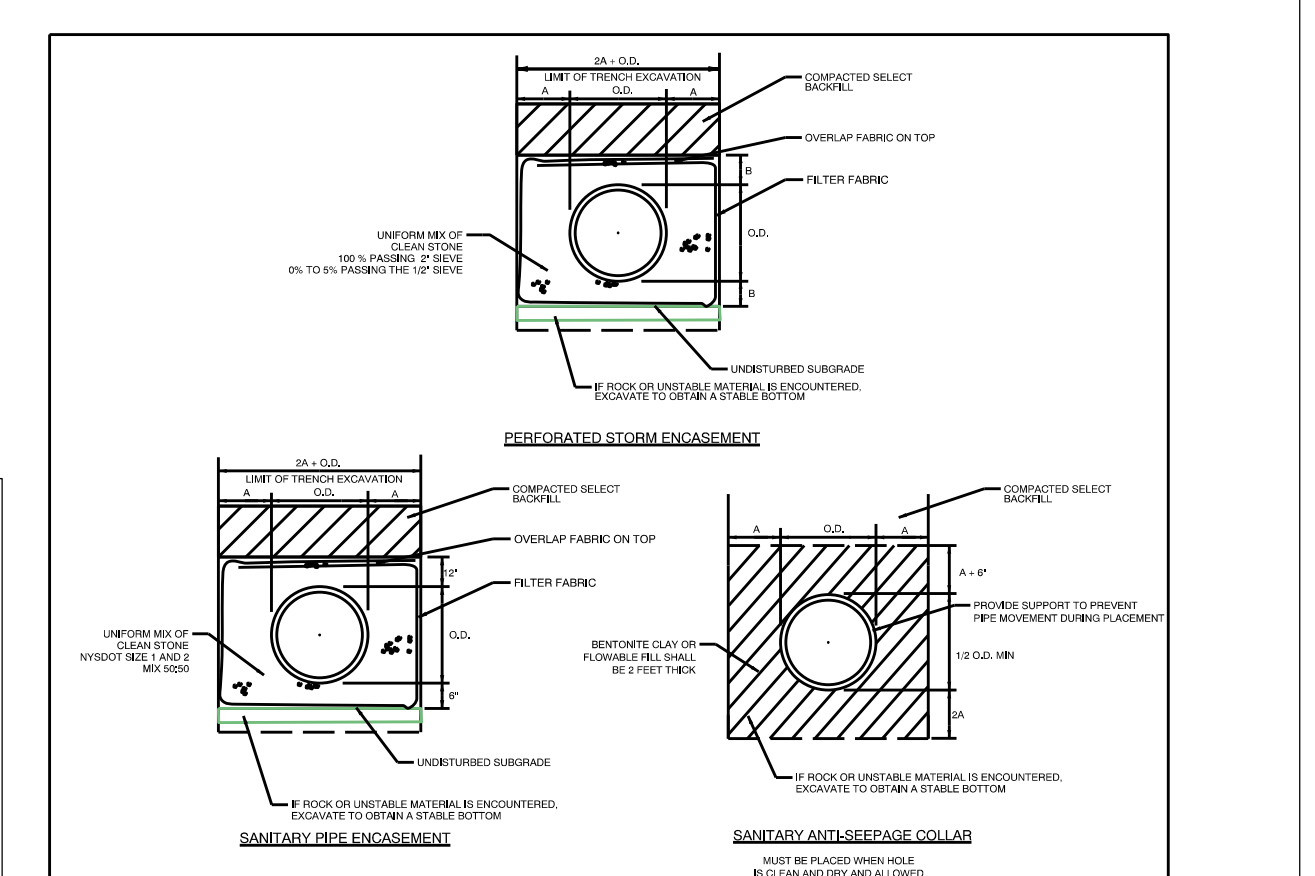 2A + O.D.
LIMIT OF TRENCH EXCAVATION
A O.D. A
COMPACTED SELECT
BACKFILL
OVERLAP FABRIC ON TOP
B
FILTER FABRIC
UNIFORM MIX OF
CLEAN STONE
100 % PASSING 2" SIEVE
0% TO 5% PASSING THE 1/2" SIEVE
O.D.
B
UNDISTURBED SUBGRADE
IF ROCK OR UNSTABLE MATERIAL IS ENCOUNTERED,
EXCAVATE TO OBTAIN A STABLE BOTTOM
PERFORATED STORM ENCASEMENT
2A + O.D.
LIMIT OF TRENCH EXCAVATION
A O.D. A
COMPACTED SELECT
BACKFILL
OVERLAP FABRIC ON TOP
12"
FILTER FABRIC
UNIFORM MIX OF
CLEAN STONE
NYSDOT SIZE 1 AND 2
MIX 50:50
O.D.
6"
UNDISTURBED SUBGRADE
IF ROCK OR UNSTABLE MATERIAL IS ENCOUNTERED,
EXCAVATE TO OBTAIN A STABLE BOTTOM
SANITARY PIPE ENCASEMENT
COMPACTED SELECT
BACKFILL
A O.D. A
A + 6"
PROVIDE SUPPORT TO PREVENT
PIPE MOVEMENT DURING PLACEMENT
BENTONITE CLAY OR
FLOWABLE FILL SHALL
BE 2 FEET THICK
1/2 O.D. MIN
2A
IF ROCK OR UNSTABLE MATERIAL IS ENCOUNTERED,
EXCAVATE TO OBTAIN A STABLE BOTTOM
SANITARY ANTI-SEEPAGE COLLAR
MUST BE PLACED WHEN HOLE
IS CLEAN AND DRY AND ALLOWED